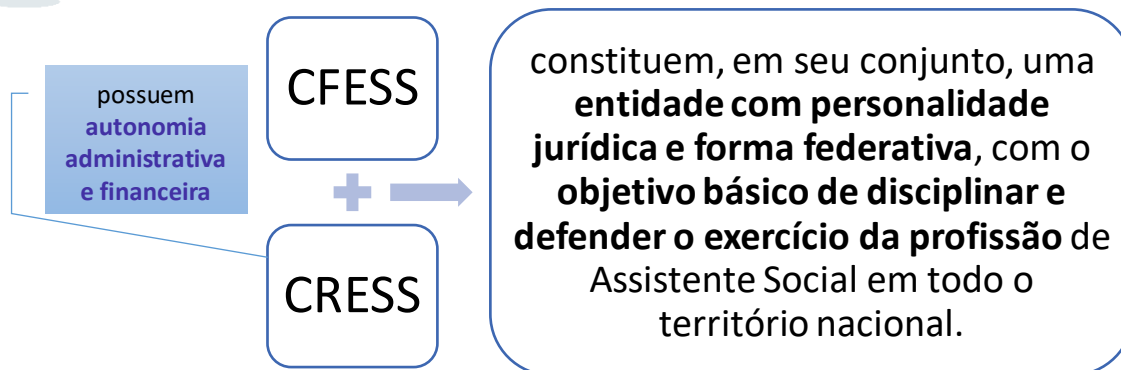 possuem
autonomia
administrativa
e financeira
CFESS
CRESS
constituem, em seu conjunto, uma
entidade com personalidade
jurídica e forma federativa, com o
objetivo básico de disciplinar e
defender o exercício da profissão de
Assistente Social em todo o
território nacional.